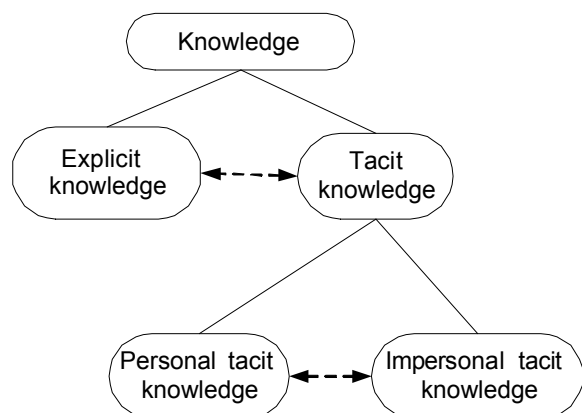 Knowledge
Explicit
knowledge
Tacit
knowledge
Personal tacit
knowledge
Impersonal tacit
knowledge